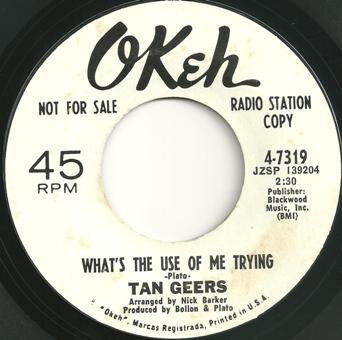 OKeh
NOT FOR SALE
RADIO STATION
COPY
45
RPM
4-7319
JZSP 139204
2:30
Publisher:
Blackwood
Music, Inc.
(BMI)
WHAT'S THE USE OF ME TRYING
-Plato-
TAN GEERS
Arranged by Nick Barker
Produced by Bollon & Plato
"Okeh", Marcas Registrada, Printed in U.S.A.